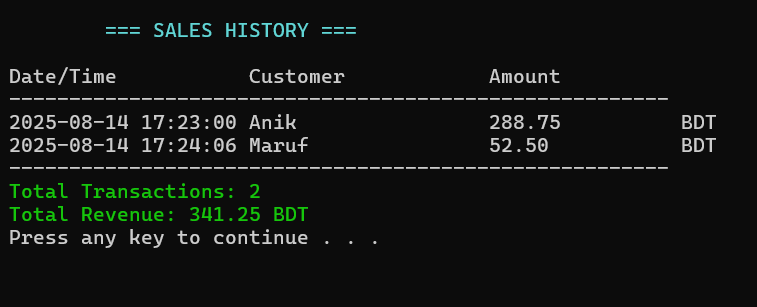 === SALES HISTORY ===
Date/Time Customer Amount
-------------------------------------------------------
2025-08-14 17:23:00 Anik 288.75 BDT
2025-08-14 17:24:06 Maruf 52.50 BDT
-------------------------------------------------------
Total Transactions: 2
Total Revenue: 341.25 BDT
Press any key to continue . . .